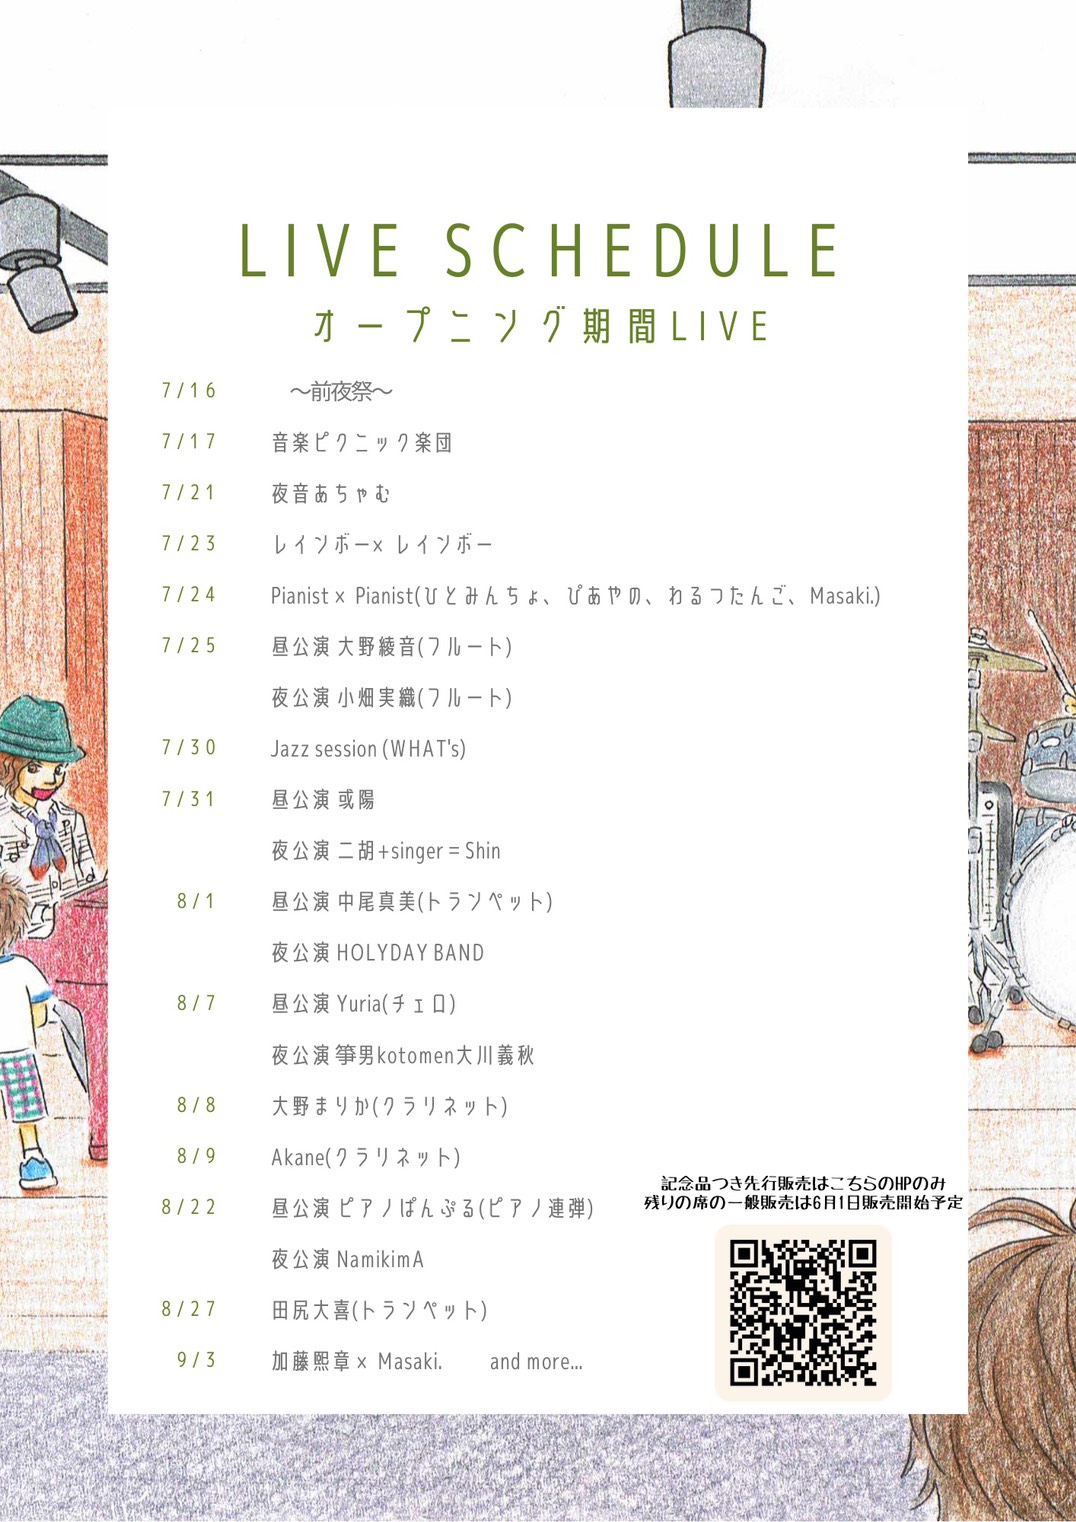 LIVE SCHEDULE
オープニング期間LIVE
7/16 〜前夜祭〜
7/17 音楽ピクニック楽団
7/21 夜音あちゃむ
7/23 レインボー× レインボー
7/24 Pianist × Pianist(ひとみんちょ、ぴあやの、わるつたんご、Masaki.)
7/25 昼公演 大野綾音(フルート)
夜公演 小畑実織(フルート)
7/30 Jazz session (WHAT's)
7/31 昼公演 或陽
夜公演 二胡+singer = Shin
8/1 昼公演 中尾真美(トランペット)
夜公演 HOLYDAY BAND
8/7 昼公演 Yuria(チェロ)
夜公演 箏男kotomen大川義秋
8/8 大野まりか(クラリネット)
8/9 Akane(クラリネット)
8/22 昼公演 ピアノぱんぷる(ピアノ連弾)
夜公演 NamikimA
8/27 田尻大喜(トランペット)
9/3 加藤煕章 × Masaki. and more...
記念品つき先行販売はこちらのHPのみ
残りの席の一般販売は6月1日販売開始予定